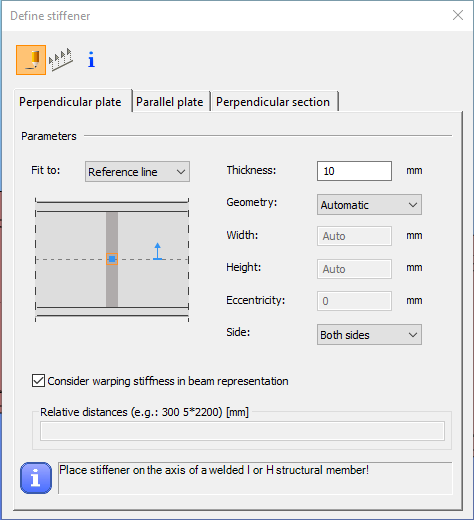 Define stiffener
Perpendicular plate Parallel plate Perpendicular section
Parameters
Fit to: Reference line
Thickness: 10 mm
Geometry: Automatic
Width: Auto mm
Height: Auto mm
Eccentricity: 0 mm
Side: Both sides
Consider warping stiffness in beam representation
Relative distances (e.g.: 300 5*2200) [mm]
Place stiffener on the axis of a welded I or H structural member!